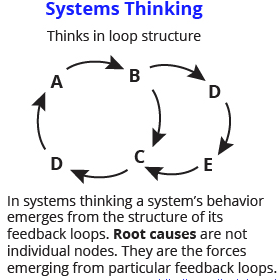 Systems Thinking
Thinks in loop structure
A
B
D
D
C
E
In systems thinking a system's behavior
emerges from the structure of its
feedback loops. Root causes are not
individual nodes. They are the forces
emerging from particular feedback loops.